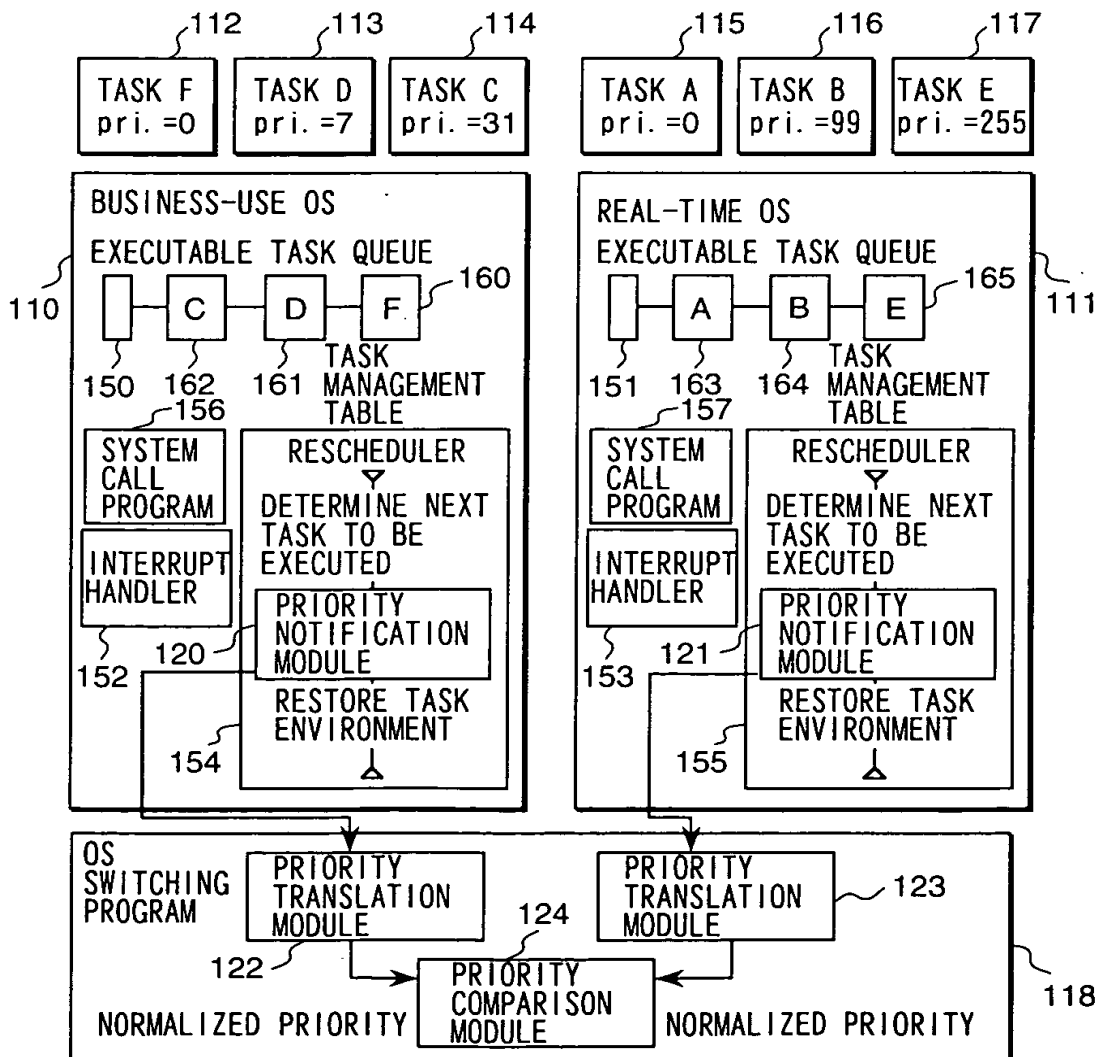 112
113
114
115
116
117
TASK F
pri.=0
TASK D
pri.=7
TASK C
pri.=31
TASK A
pri.=0
TASK B
pri.=99
TASK E
pri.=255
BUSINESS-USE OS
EXECUTABLE TASK QUEUE
160
110
C
D
F
150
162
161
TASK
MANAGEMENT
TABLE
156
SYSTEM
CALL
PROGRAM
INTERRUPT
HANDLER
152
RESCHEDULER
DETERMINE NEXT
TASK TO BE
EXECUTED
PRIORITY
NOTIFICATION
MODULE
120
RESTORE TASK
ENVIRONMENT
154
REAL-TIME OS
EXECUTABLE TASK QUEUE
165
111
A
B
E
151
163
164
TASK
MANAGEMENT
TABLE
157
SYSTEM
CALL
PROGRAM
INTERRUPT
HANDLER
153
RESCHEDULER
DETERMINE NEXT
TASK TO BE
EXECUTED
PRIORITY
NOTIFICATION
MODULE
121
RESTORE TASK
ENVIRONMENT
155
OS
SWITCHING
PROGRAM
PRIORITY
TRANSLATION
MODULE
122
PRIORITY
TRANSLATION
MODULE
123
124
PRIORITY
COMPARISON
MODULE
118
NORMALIZED PRIORITY
NORMALIZED PRIORITY